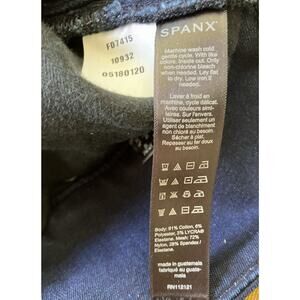 FD7415
10932
05180120
SPANX
Machine wash cold
gentle cycle. With like
colors. Inside out. Only
non-chlorine bleach
when needed. Lay flat
to dry. Low iron if
needed.
Laver à froid en
machine, cycle délicat.
Avec couleurs simi-
laires. Sur l'envers.
Utiliser seulement un
agent de blanchiment
non chloré au besoin.
Sécher à plat.
Repasser au fer doux
au besoin.
Body: 91% Cotton, 6%
Polyester, 3% LYCRA®
Elastane. Mesh: 72%
Nylon, 28% Spandex /
Elastane.
made in guatemala
fabriqué au guate-
mala
RN112121